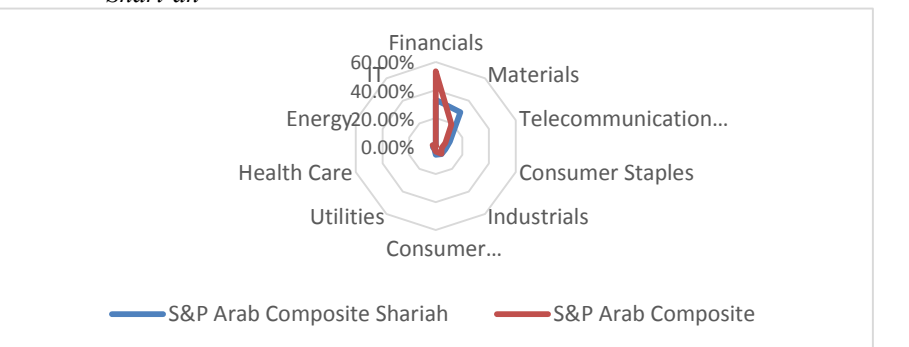 Financials
60.00%
IT
Materials
40.00%
Energy
20.00%
Telecommunication...
0.00%
Health Care
Consumer Staples
Utilities
Industrials
Consumer...
S&P Arab Composite Shariah
S&P Arab Composite